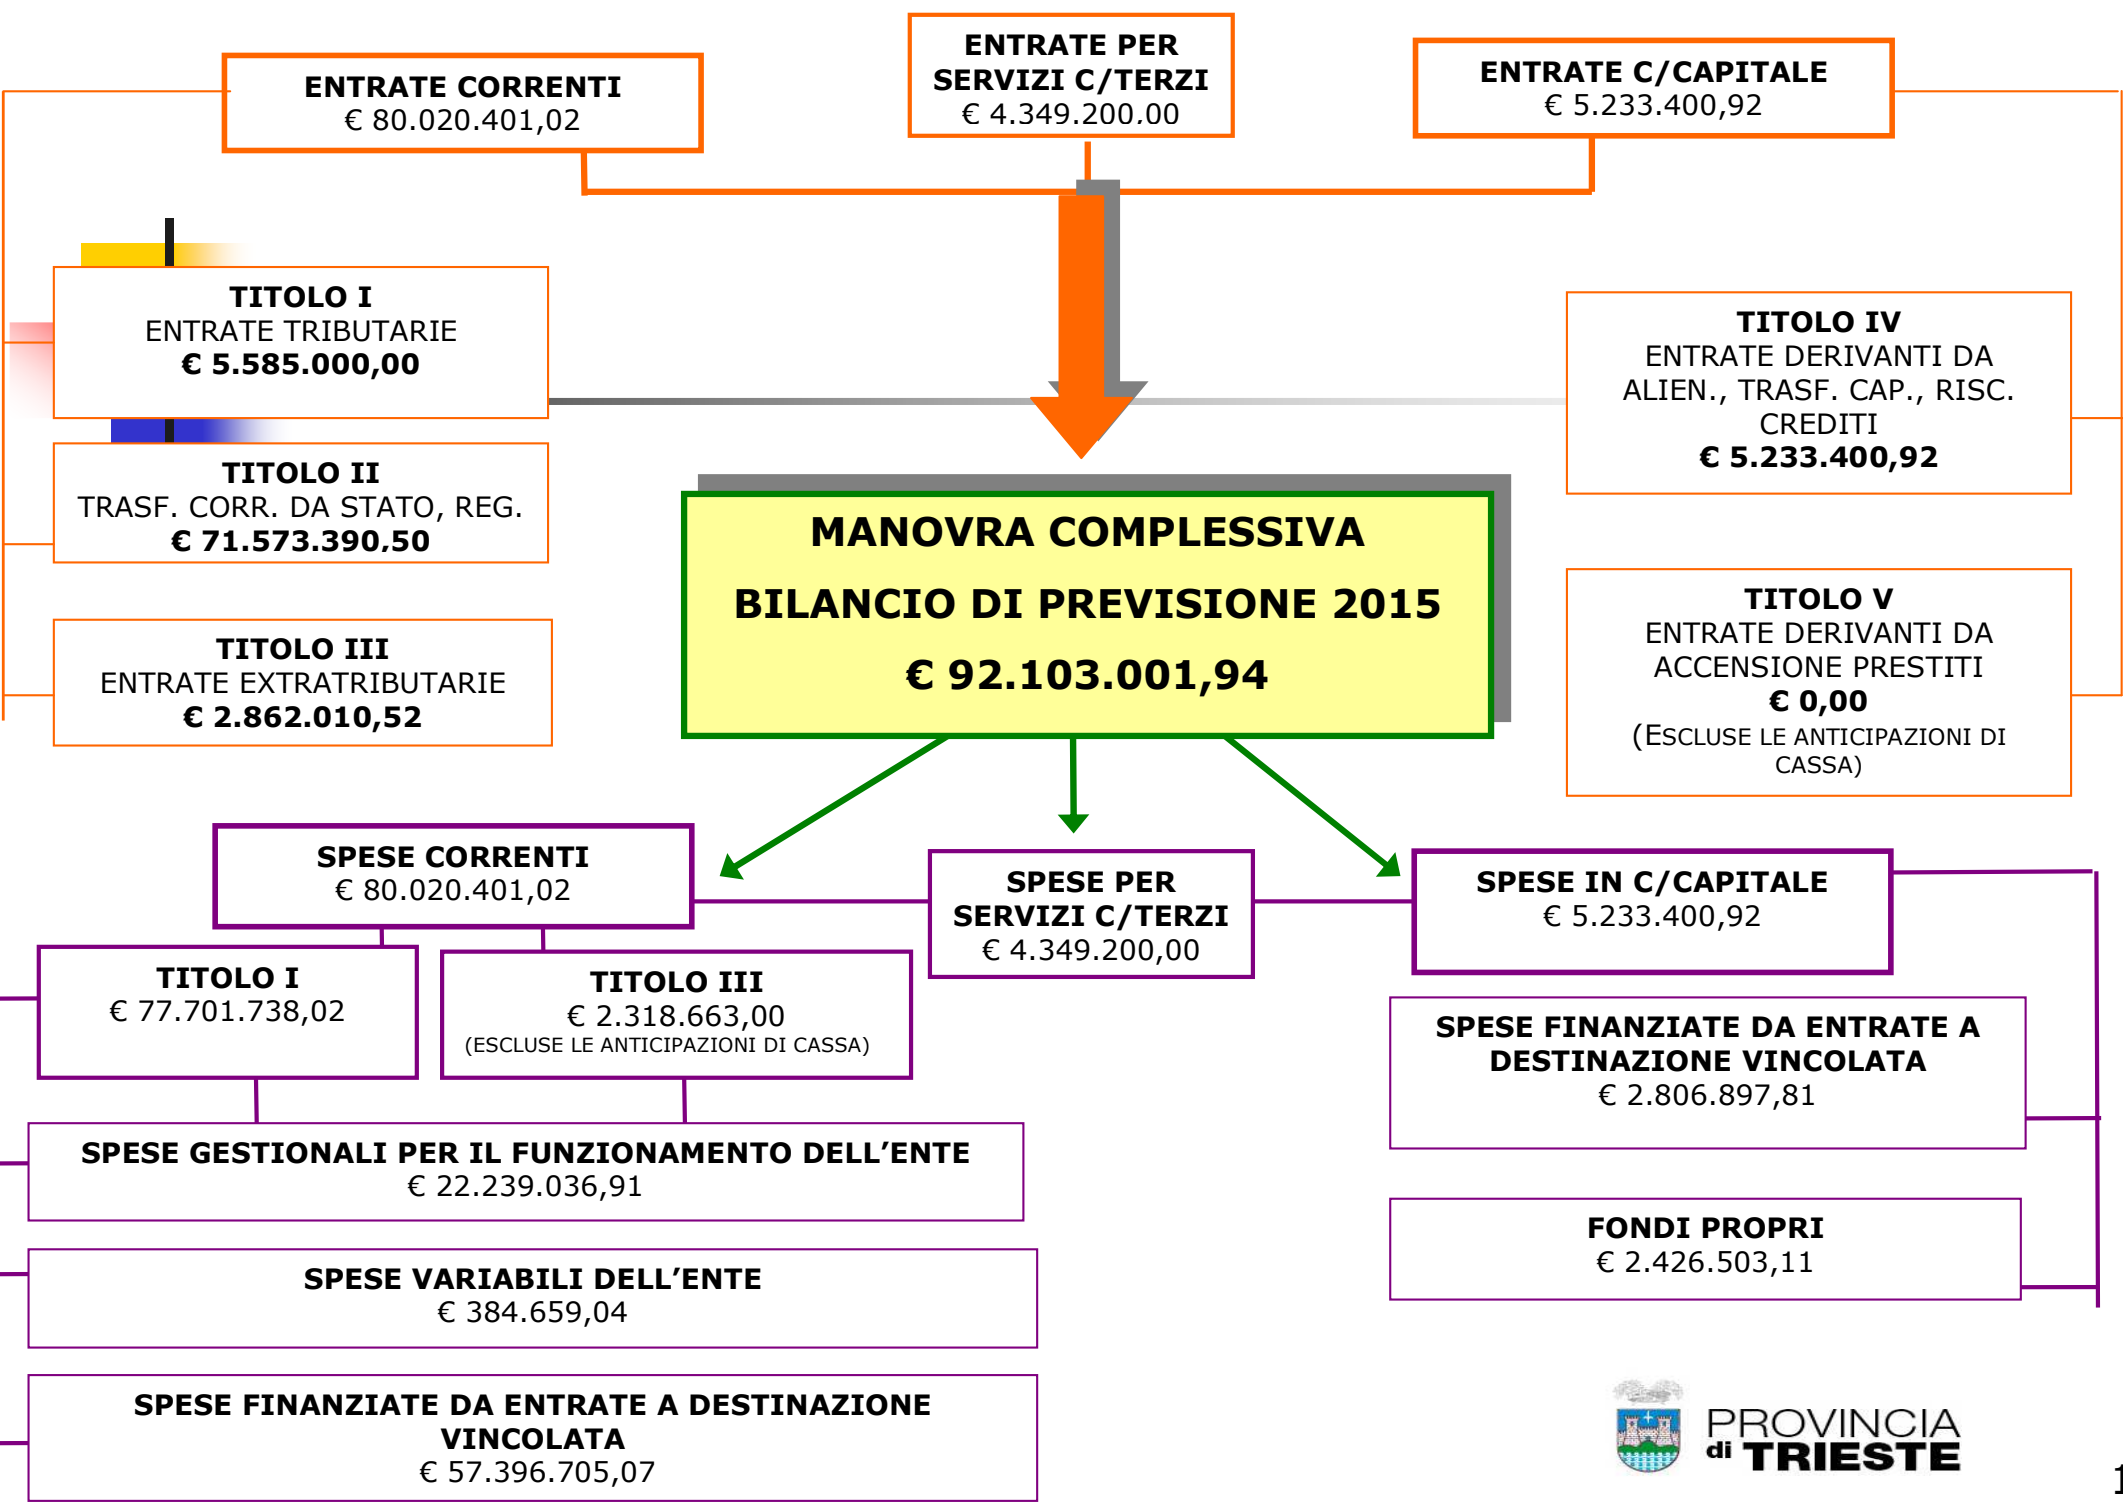 ENTRATE CORRENTI
€ 80.020.401,02
ENTRATE PER
SERVIZI C/TERZI
€ 4.349.200,00
ENTRATE C/CAPITALE
€ 5.233.400,92
TITOLO I
ENTRATE TRIBUTARIE
€ 5.585.000,00
TITOLO II
TRASF. CORR. DA STATO, REG.
€ 71.573.390,50
TITOLO III
ENTRATE EXTRATRIBUTARIE
€ 2.862.010,52
TITOLO IV
ENTRATE DERIVANTI DA
ALIEN., TRASF. CAP., RISC.
CREDITI
€ 5.233.400,92
TITOLO V
ENTRATE DERIVANTI DA
ACCENSIONE PRESTITI
€ 0,00
(ESCLUSE LE ANTICIPAZIONI DI
CASSA)
MANOVRA COMPLESSIVA
BILANCIO DI PREVISIONE 2015
€ 92.103.001,94
SPESE CORRENTI
€ 80.020.401,02
SPESE PER
SERVIZI C/TERZI
€ 4.349.200,00
SPESE IN C/CAPITALE
€ 5.233.400,92
TITOLO I
€ 77.701.738,02
TITOLO III
€ 2.318.663,00
(ESCLUSE LE ANTICIPAZIONI DI CASSA)
SPESE GESTIONALI PER IL FUNZIONAMENTO DELL’ENTE
€ 22.239.036,91
SPESE VARIABILI DELL’ENTE
€ 384.659,04
SPESE FINANZIATE DA ENTRATE A DESTINAZIONE
VINCOLATA
€ 57.396.705,07
SPESE FINANZIATE DA ENTRATE A
DESTINAZIONE VINCOLATA
€ 2.806.897,81
FONDI PROPRI
€ 2.426.503,11
PROVINCIA
di TRIESTE
1